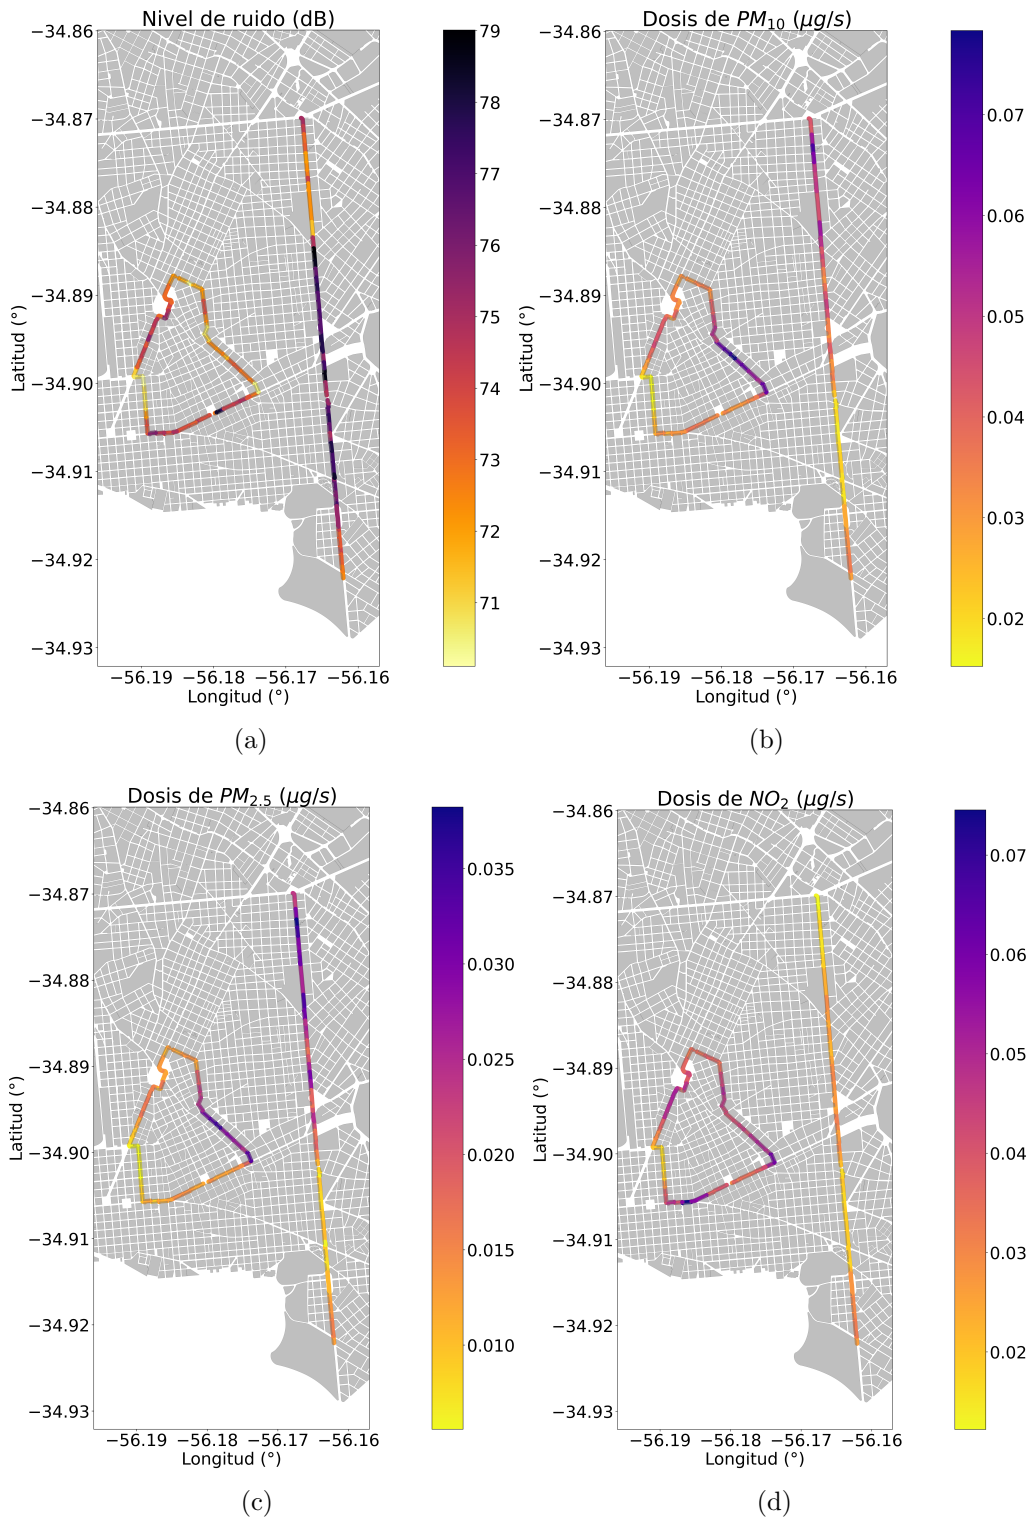 Nivel de ruido (dB)
−34.86
−34.87
−34.88
−34.89
−34.90
−34.91
−34.92
−34.93
Latitud (°)
−56.19 −56.18 −56.17 −56.16
Longitud (°)
79
78
77
76
75
74
73
72
71
(a)
Dosis de PM₁₀ (μg/s)
−34.86
−34.87
−34.88
−34.89
−34.90
−34.91
−34.92
−34.93
Latitud (°)
−56.19 −56.18 −56.17 −56.16
Longitud (°)
0.07
0.06
0.05
0.04
0.03
0.02
(b)
Dosis de PM₂.₅ (μg/s)
−34.86
−34.87
−34.88
−34.89
−34.90
−34.91
−34.92
−34.93
Latitud (°)
−56.19 −56.18 −56.17 −56.16
Longitud (°)
0.035
0.030
0.025
0.020
0.015
0.010
(c)
Dosis de NO₂ (μg/s)
−34.86
−34.87
−34.88
−34.89
−34.90
−34.91
−34.92
−34.93
Latitud (°)
−56.19 −56.18 −56.17 −56.16
Longitud (°)
0.07
0.06
0.05
0.04
0.03
0.02
(d)